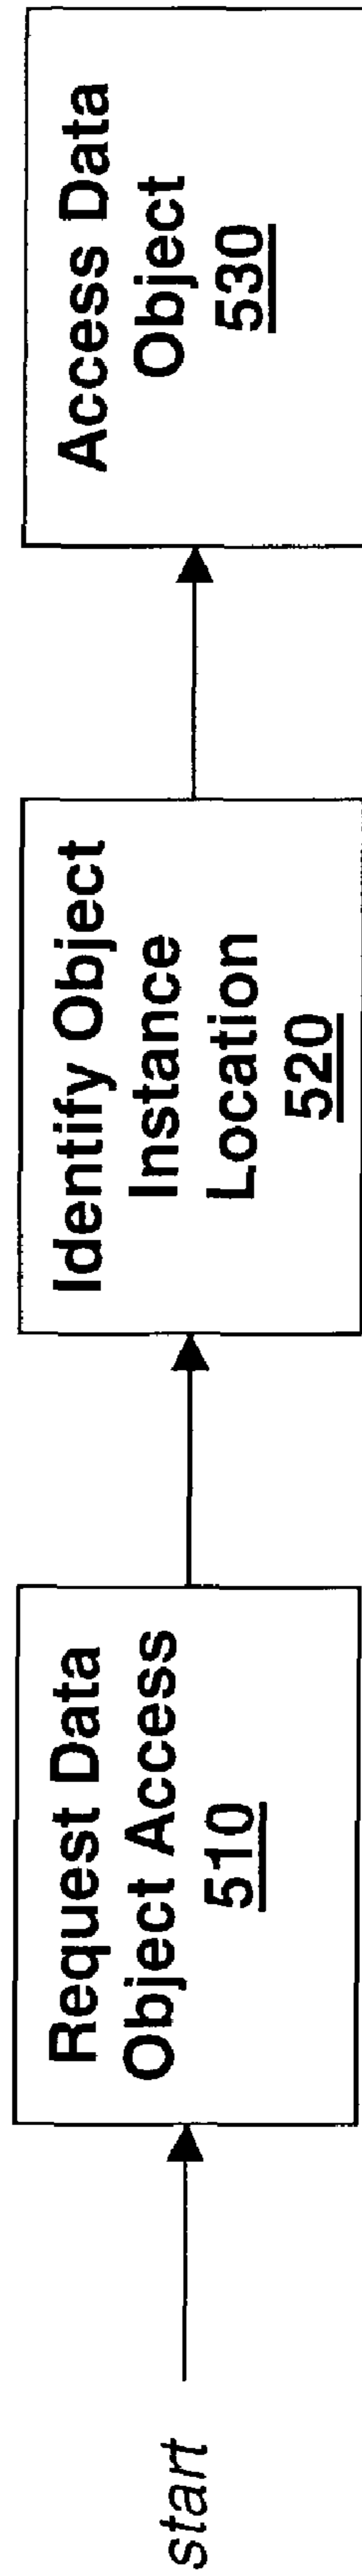 start
Request Data
Object Access
510
Identify Object
Instance
Location
520
Access Data
Object
530